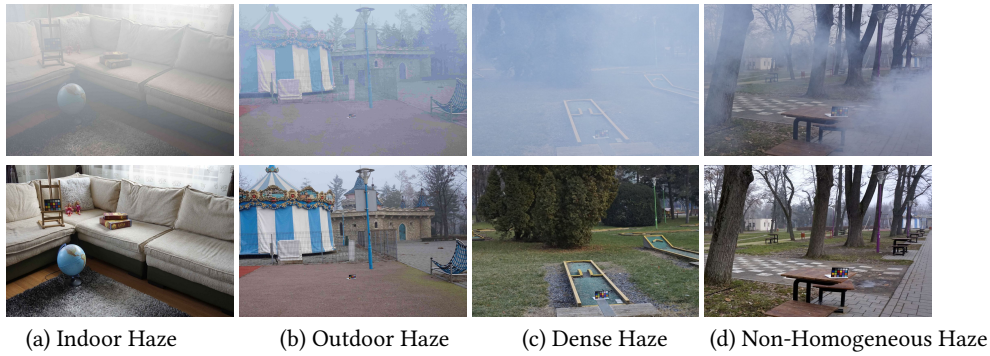 (a) Indoor Haze
(b) Outdoor Haze
(c) Dense Haze
(d) Non-Homogeneous Haze